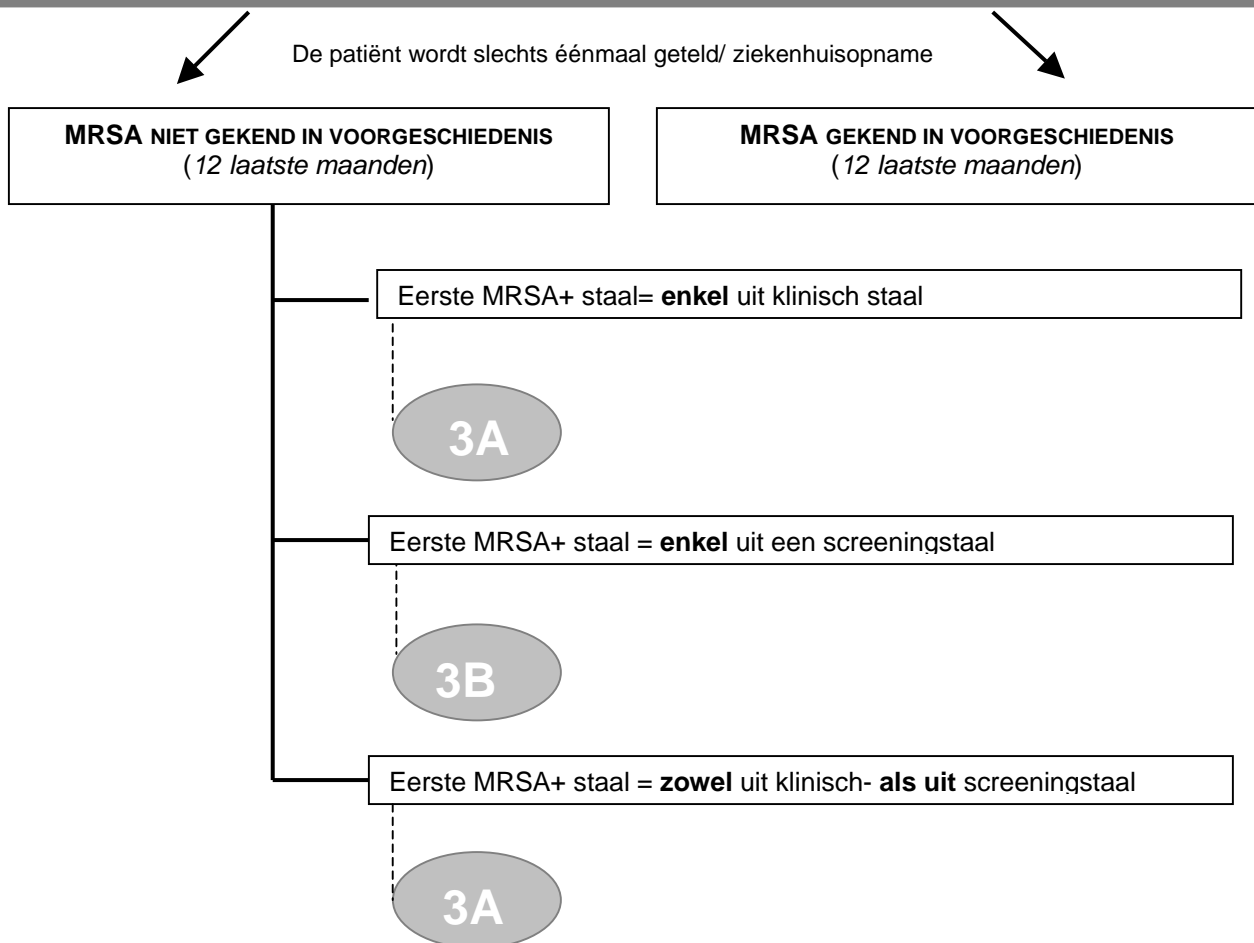 De patiënt wordt slechts éénmaal geteld/ ziekenhuisopname
MRSA NIET GEKEND IN VOORGESCHIEDENIS
(12 laatste maanden)
MRSA GEKEND IN VOORGESCHIEDENIS
(12 laatste maanden)
Eerste MRSA+ staal= enkel uit klinisch staal
3A
Eerste MRSA+ staal = enkel uit een screeningstaal
3B
Eerste MRSA+ staal = zowel uit klinisch- als uit screeningstaal
3A